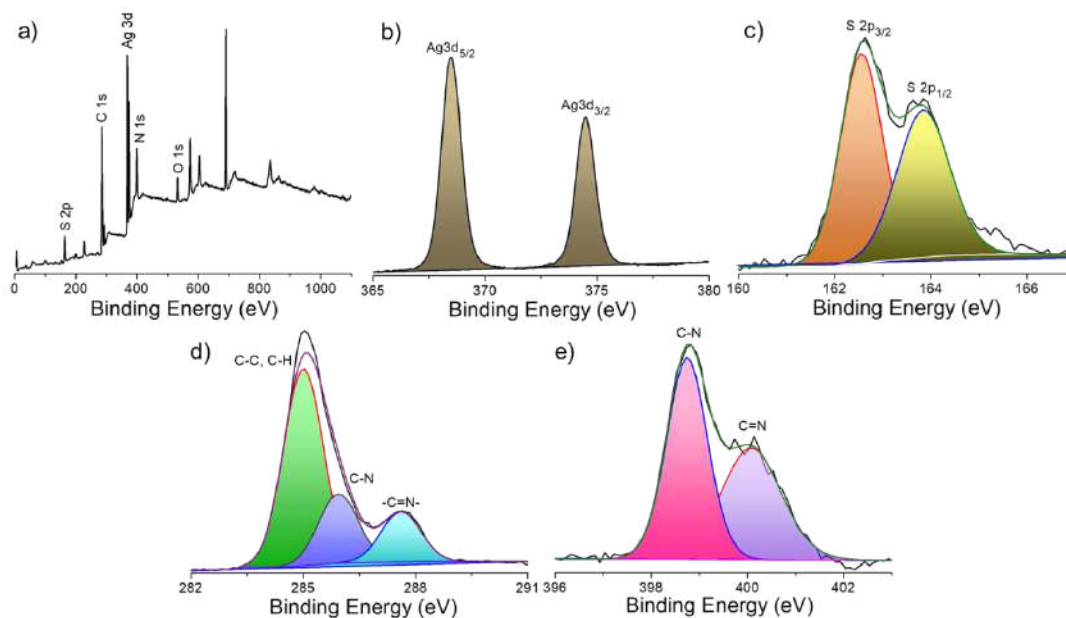 a)
S 2p
C 1s
Ag 3d
N 1s
O 1s
0 200 400 600 800 1000
Binding Energy (eV)
b)
Ag3d5/2
Ag3d3/2
365 370 375 380
Binding Energy (eV)
c)
S 2p3/2
S 2p1/2
160 162 164 166
Binding Energy (eV)
d)
C-C, C-H
C-N
-C=N-
282 285 288 291
Binding Energy (eV)
e)
C-N
C=N
396 398 400 402
Binding Energy (eV)